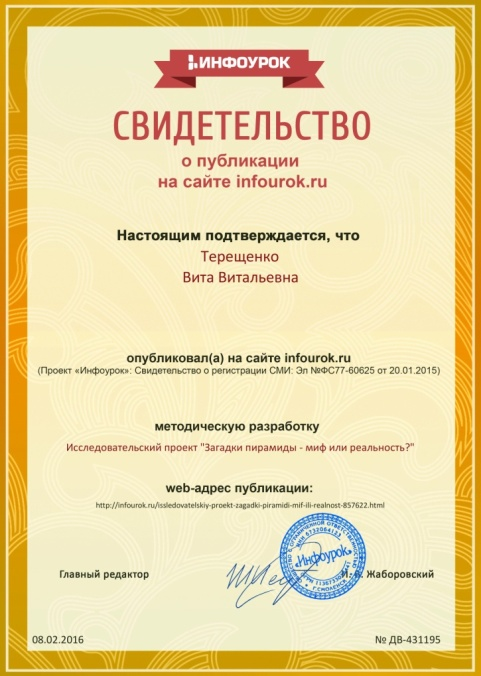 ИНФОУРОК
СВИДЕТЕЛЬСТВО
о публикации
на сайте infourok.ru
Настоящим подтверждается, что
Терещенко
Вита Витальевна
опубликовал(а) на сайте infourok.ru
(Проект «Инфоурок»: Свидетельство о регистрации СМИ: Эл №ФС77-60625 от 20.01.2015)
методическую разработку
Исследовательский проект "Загадки пирамиды - миф или реальность?"
web-адрес публикации:
http://infourok.ru/issledovatelskiy-proekt-zagadki-piramidi-mif-ili-realnost-857622.html
«Инфоурок»
Г.СМОЛЕНСК
Главный редактор
Жаборовский
08.02.2016
№ ДВ-431195